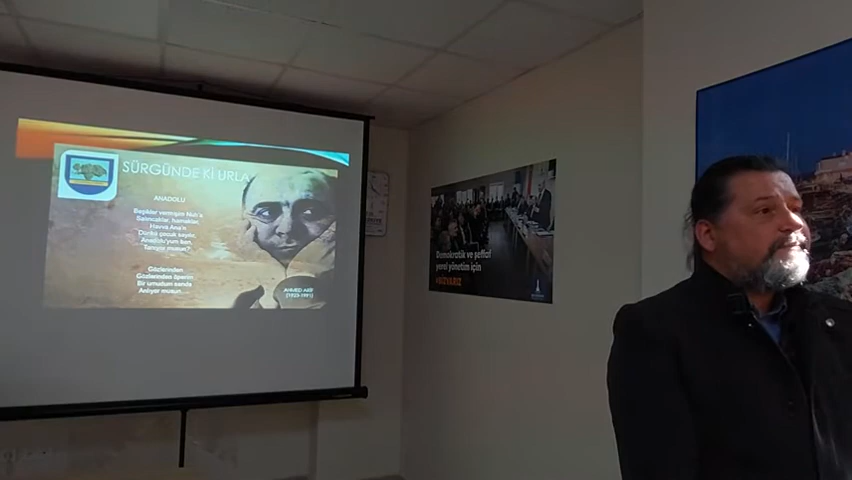 SÜRGÜNDE Kİ URLA
ANADOLU
Beşikler vermişim Nuh'a
Salıncaklar, hamaklar,
Havva Ana'n
Dünkü çocuk sayılır,
Anadolu'yum ben,
Tanıyor musun?
Gözlerinden
Gözlerinden öperim
Bir umudum sende
Anlıyor musun...
AHMED ARİF
(1923-1991)
Demokratik ve şeffaf
yerel yönetim için